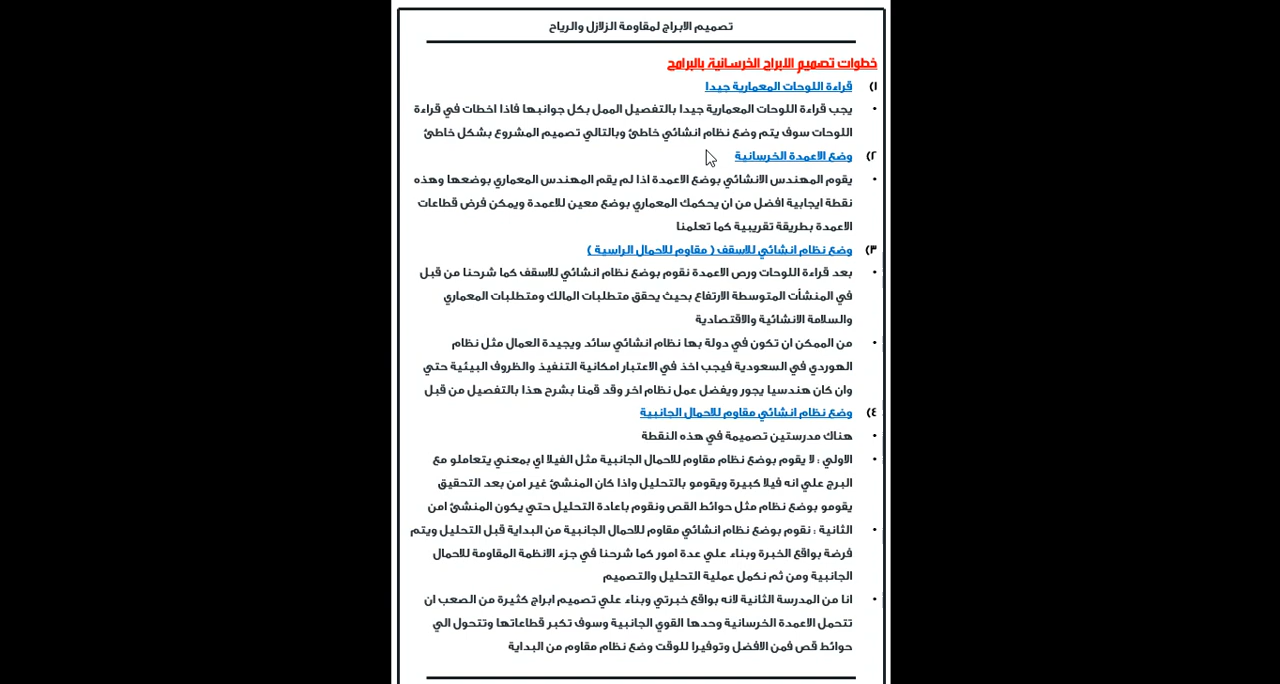 تصميم الابراج لمقاومة الزلازل والرياح
خطوات تصميم الابراج الخرسانية بالبرامج
١) قراءة اللوحات المعمارية جيدا
• يجب قراءة اللوحات المعمارية جيدا بالتفصيل الممل بكل جوانبها فاذا اخطات في قراءة
اللوحات سوف يتم وضع نظام انشائي خاطئ وبالتالي تصميم المشروع بشكل خاطئ
٢) وضع الاعمدة الخرسانية
• يقوم المهندس الانشائي بوضع الاعمدة اذا لم يقم المهندس المعماري بوضعها وهذه
نقطة ايجابية افضل من ان يحكمك المعماري بوضع معين للاعمدة ويمكن فرض قطاعات
الاعمدة بطريقة تقريبية كما تعلمنا
٣) وضع نظام انشائي للاسقف ( مقاوم للاحمال الراسية )
• بعد قراءة اللوحات ورص الاعمدة نقوم بوضع نظام انشائي للاسقف كما شرحنا من قبل
في المنشأت المتوسطة الارتفاع بحيث يحقق متطلبات المالك ومتطلبات المعماري
والسلامة الانشائية والاقتصادية
• من الممكن ان تكون في دولة بها نظام انشائي سائد ويجيدة العمال مثل نظام
الهوردي في السعودية فيجب اخذ في الاعتبار امكانية التنفيذ والظروف البيئية حتي
وان كان هندسيا يجور ويفضل عمل نظام اخر وقد قمنا بشرح هذا بالتفصيل من قبل
٤) وضع نظام انشائي مقاوم للاحمال الجانبية
• هناك مدرستين تصميمة في هذه النقطة
• الاولي : لا يقوم بوضع نظام مقاوم للاحمال الجانبية مثل الفيلا اي بمعني يتعاملو مع
البرج علي انه فيلا كبيرة ويقومو بالتحليل واذا كان المنشئ غير امن بعد التحقيق
يقومو بوضع نظام مثل حوائط القص ونقوم باعادة التحليل حتي يكون المنشئ امن
• الثانية : نقوم بوضع نظام انشائي مقاوم للاحمال الجانبية من البداية قبل التحليل ويتم
فرضة بواقع الخبرة وبناء علي عدة امور كما شرحنا في جزء الانظمة المقاومة للاحمال
الجانبية ومن ثم نكمل عملية التحليل والتصميم
• انا من المدرسة الثانية لانه بواقع خبرتي وبناء علي تصميم ابراج كثيرة من الصعب ان
تتحمل الاعمدة الخرسانية وحدها القوي الجانبية وسوف تكبر قطاعاتها وتتحول الي
حوائط قص فمن الافضل وتوفيرا للوقت وضع نظام مقاوم من البداية